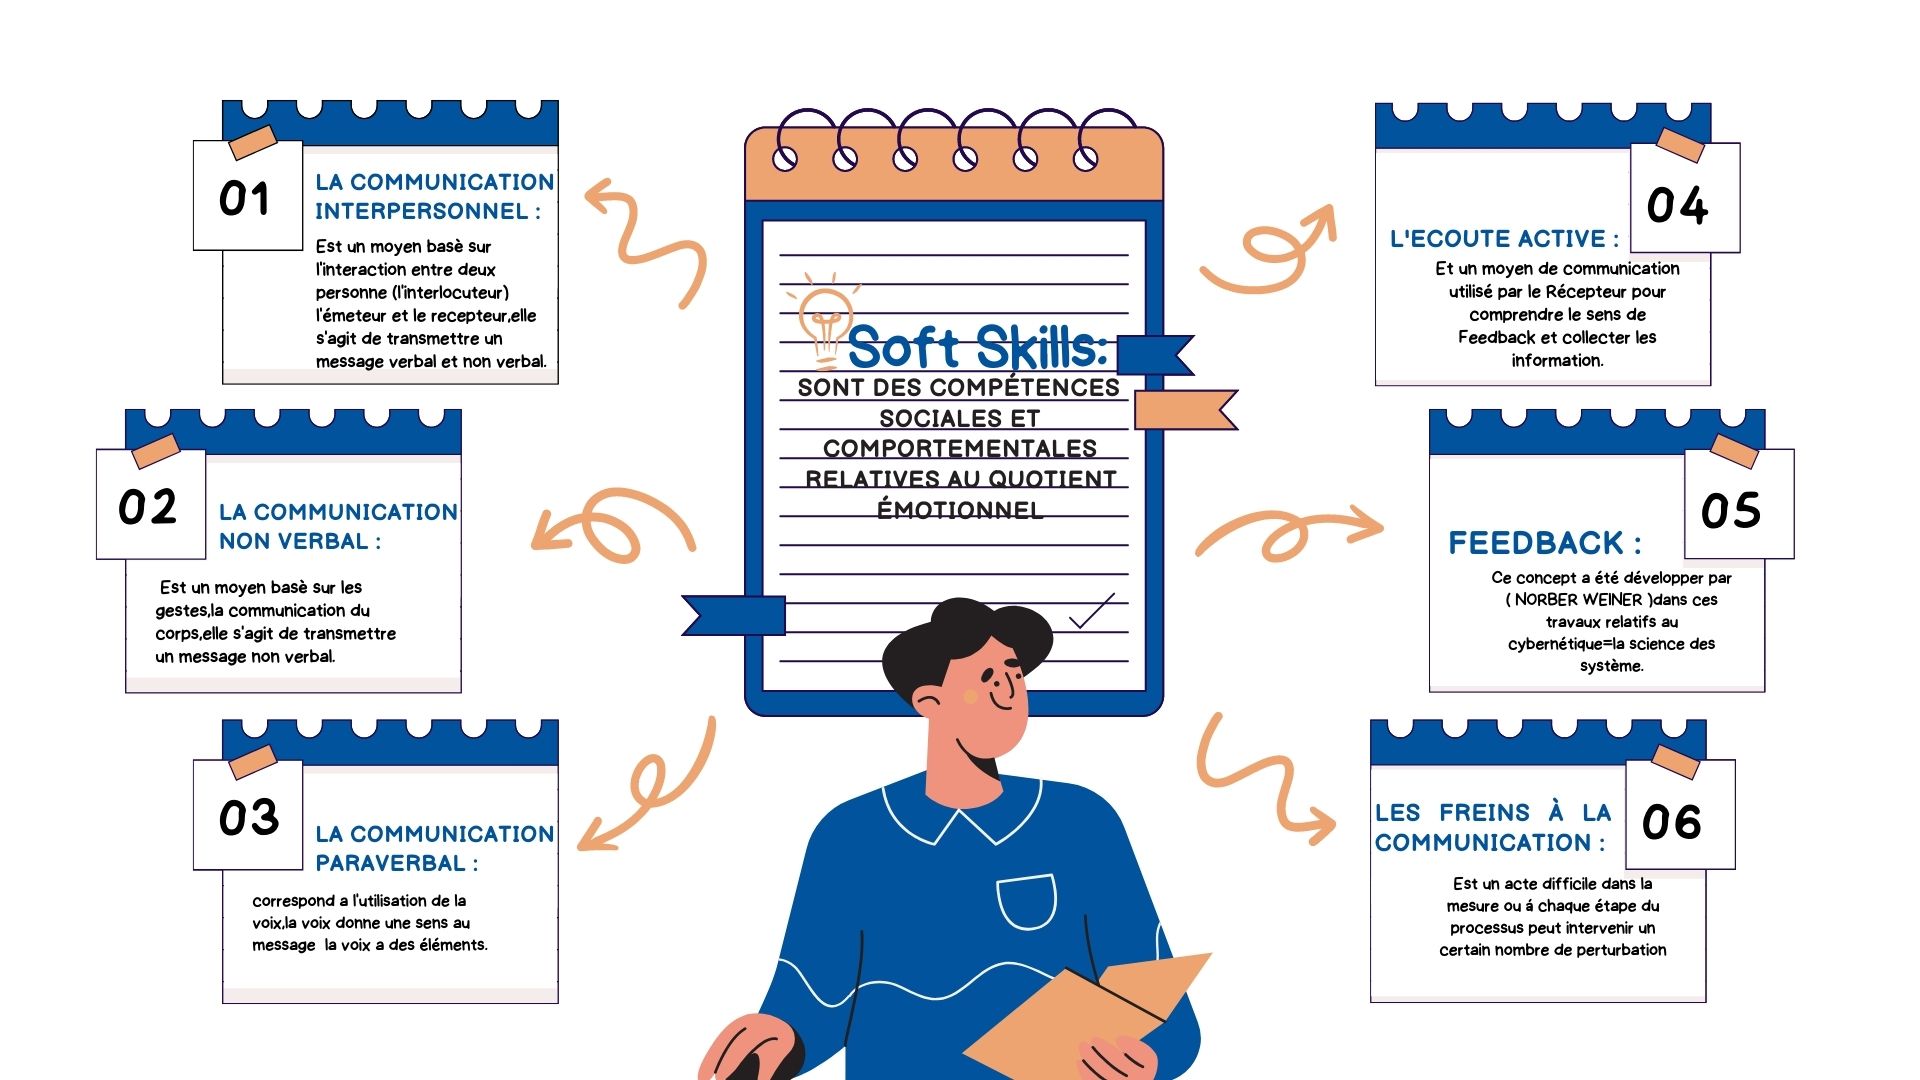 Soft Skills:
SONT DES COMPÉTENCES
SOCIALES ET
COMPORTEMENTALES
RELATIVES AU QUOTIENT
ÉMOTIONNEL
01
LA COMMUNICATION
INTERPERSONNEL :
Est un moyen basè sur
l'interaction entre deux
personne (l'interlocuteur)
l'émeteur et le recepteur,elle
s'agit de transmettre un
message verbal et non verbal.
02
LA COMMUNICATION
NON VERBAL :
Est un moyen basè sur les
gestes,la communication du
corps,elle s'agit de transmettre
un message non verbal.
03
LA COMMUNICATION
PARAVERBAL :
correspond a l'utilisation de la
voix,la voix donne une sens au
message la voix a des éléments.
04
L'ECOUTE ACTIVE :
Et un moyen de communication
utilisé par le Récepteur pour
comprendre le sens de
Feedback et collecter les
information.
05
FEEDBACK :
Ce concept a été développer par
( NORBER WEINER )dans ces
travaux relatifs au
cybernétique=la science des
système.
06
LES FREINS À LA
COMMUNICATION :
Est un acte difficile dans la
mesure ou á chaque étape du
processus peut intervenir un
certain nombre de perturbation